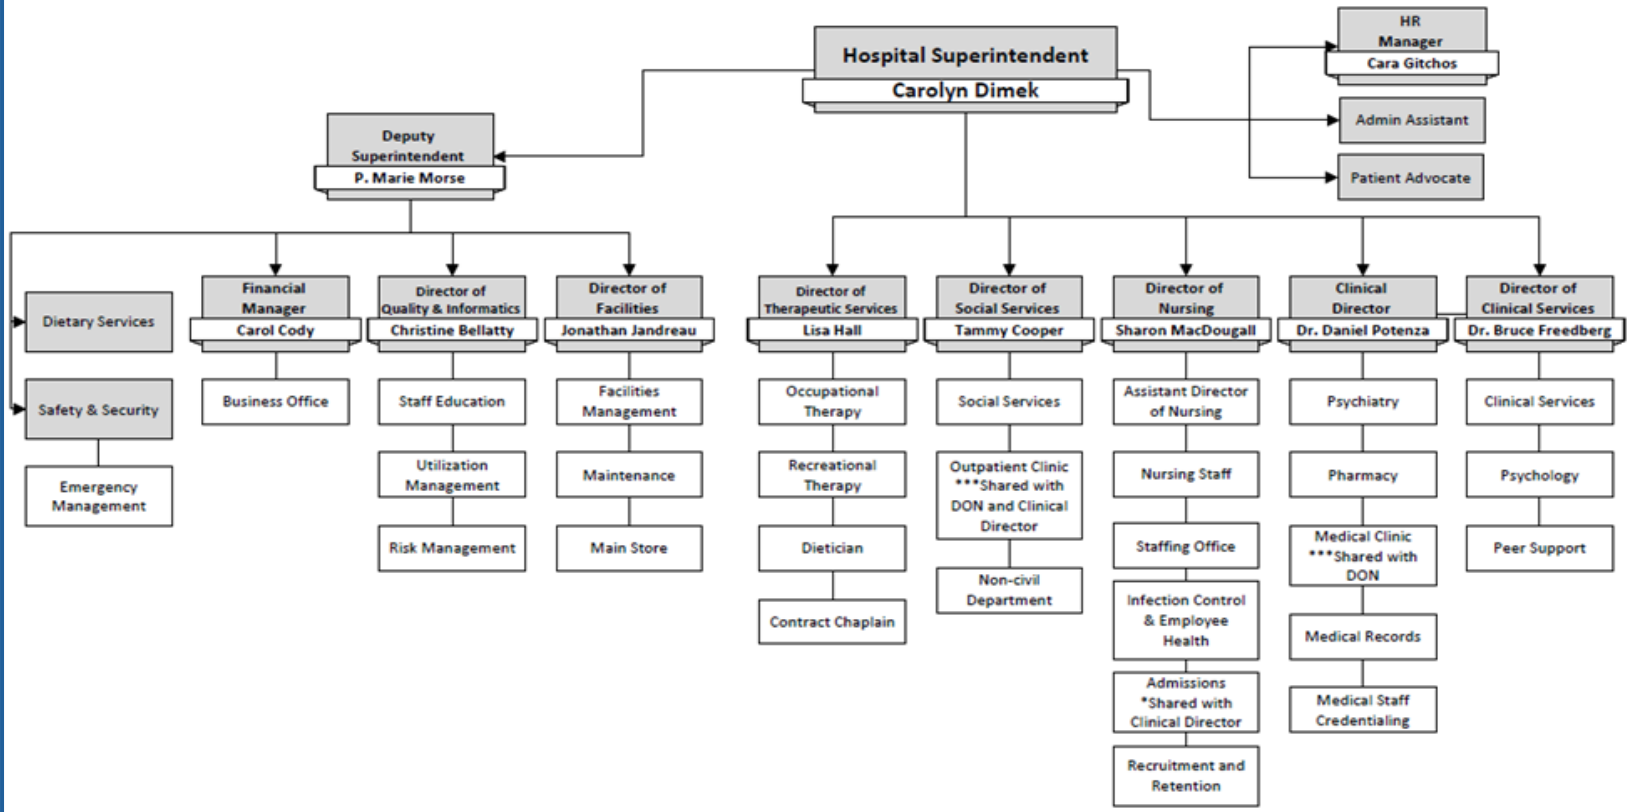 Hospital Superintendent
Carolyn Dimek
HR
Manager
Cara Gitchos
Admin Assistant
Patient Advocate
Deputy
Superintendent
P. Marie Morse
Dietary Services
Safety & Security
Emergency
Management
Financial
Manager
Carol Cody
Business Office
Director of
Quality & Informatics
Christine Bellatty
Staff Education
Utilization
Management
Risk Management
Director of
Facilities
Jonathan Jandreau
Facilities
Management
Maintenance
Main Store
Director of
Therapeutic Services
Lisa Hall
Occupational
Therapy
Recreational
Therapy
Dietician
Contract Chaplain
Director of
Social Services
Tammy Cooper
Social Services
Outpatient Clinic
***Shared with
DON and Clinical
Director
Non-civil
Department
Director of
Nursing
Sharon MacDougall
Assistant Director
of Nursing
Nursing Staff
Staffing Office
Infection Control
& Employee
Health
Admissions
*Shared with
Clinical Director
Recruitment and
Retention
Clinical
Director
Dr. Daniel Potenza
Psychiatry
Pharmacy
Medical Clinic
***Shared with
DON
Medical Records
Medical Staff
Credentialing
Director of
Clinical Services
Dr. Bruce Freedberg
Clinical Services
Psychology
Peer Support